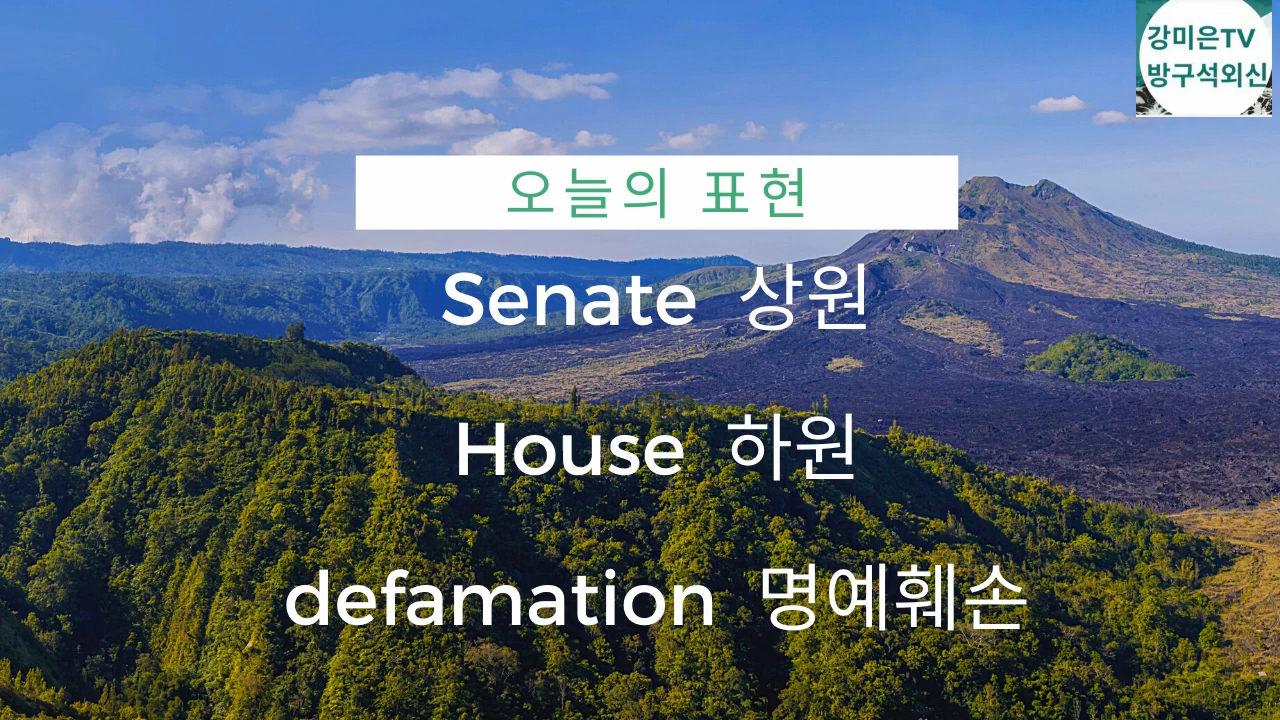 강미은TV
방구석외신
오늘의 표현
Senate 상원
House 하원
defamation 명예훼손